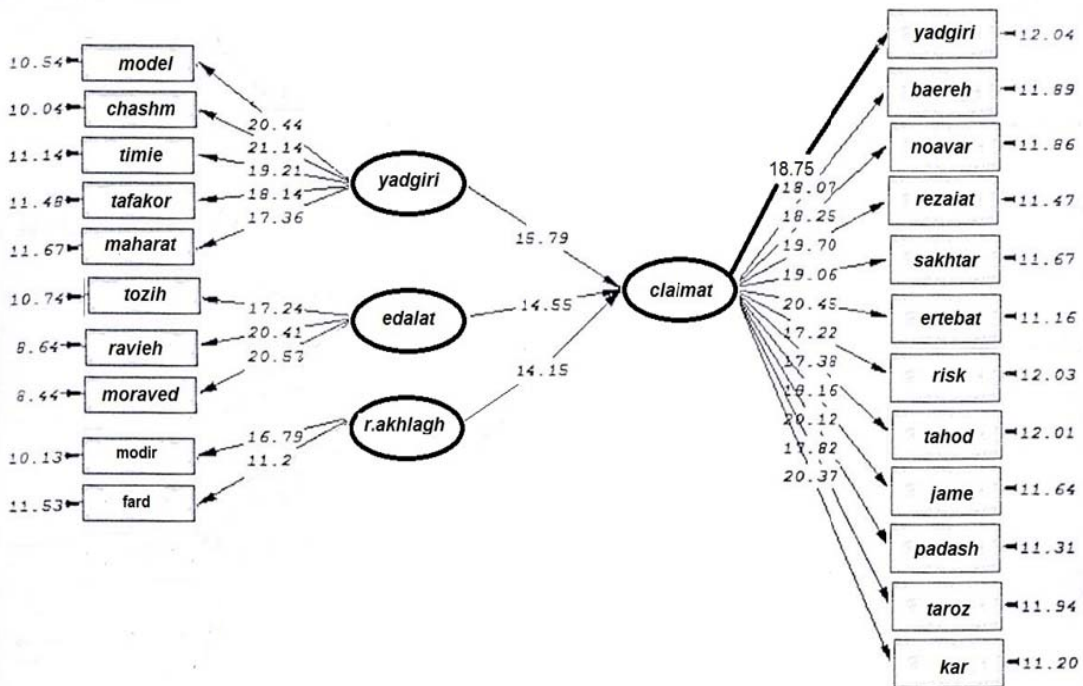 10.54
model
10.04
chashm
11.14
timie
11.48
tafakor
11.67
maharat
10.74
tozih
8.64
ravieh
8.44
moraved
10.13
modir
11.53
fard
20.44
21.14
19.21
18.14
17.36
17.24
20.41
20.57
16.79
11.2
yadgiri
edalat
r.akhlagh
15.79
14.55
14.15
claimat
18.75
18.07
18.25
19.70
19.06
20.45
17.22
17.38
18.16
20.12
17.82
20.37
yadgiri
12.04
baereh
11.89
noavar
11.86
rezaiat
11.47
sakhtar
11.67
ertebat
11.16
risk
12.03
tahod
12.01
jame
11.64
padash
11.31
taroz
11.94
kar
11.20